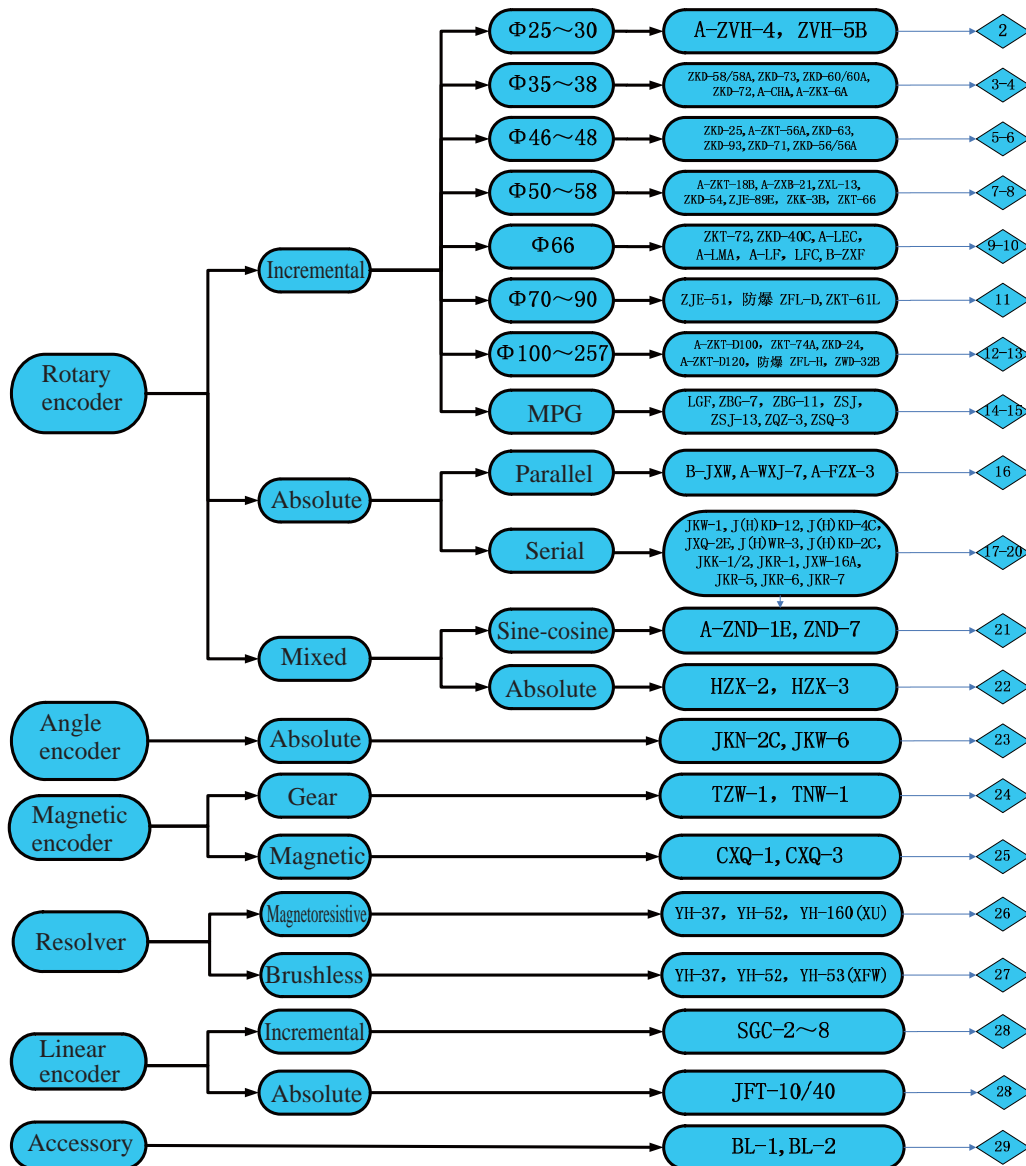 Φ25～30
A-ZVH-4, ZVH-5B
2
Φ35～38
ZKD-58/58A, ZKD-73, ZKD-60/60A,
ZKD-72, A-CHA, A-ZKX-6A
3-4
Φ46～48
ZKD-25, A-ZKT-56A, ZKD-63,
ZKD-93, ZKD-71, ZKD-56/56A
5-6
Φ50～58
A-ZKT-18B, A-ZXB-21, ZXL-13,
ZKD-54, ZJE-89E, ZKK-3B, ZKT-66
7-8
Φ66
ZKT-72, ZKD-40C, A-LEC,
A-LMA, A-LF, LFC, B-ZXF
9-10
Incremental
Φ70～90
ZJE-51, 防爆 ZFL-D, ZKT-61L
11
Φ100～257
A-ZKT-D100, ZKT-74A, ZKD-24,
A-ZKT-D120, 防爆 ZFL-H, ZWD-32B
12-13
Rotary
encoder
MPG
LGF, ZBG-7, ZBG-11, ZSJ,
ZSJ-13, ZQZ-3, ZSQ-3
14-15
Absolute
Parallel
B-JXW, A-WXJ-7, A-FZX-3
16
Serial
JKW-1, J(H)KD-12, J(H)KD-4C,
JXQ-2E, J(H)WR-3, J(H)KD-2C,
JKK-1/2, JKR-1, JXW-16A,
JKR-5, JKR-6, JKR-7
17-20
Mixed
Sine-cosine
A-ZND-1E, ZND-7
21
Absolute
HZX-2, HZX-3
22
Angle
encoder
Absolute
JKN-2C, JKW-6
23
Magnetic
encoder
Gear
TZW-1, TNW-1
24
Magnetic
CXQ-1, CXQ-3
25
Resolver
Magnetoresistive
YH-37, YH-52, YH-160(XU)
26
Brushless
YH-37, YH-52, YH-53(XFW)
27
Linear
encoder
Incremental
SGC-2～8
28
Absolute
JFT-10/40
28
Accessory
BL-1, BL-2
29